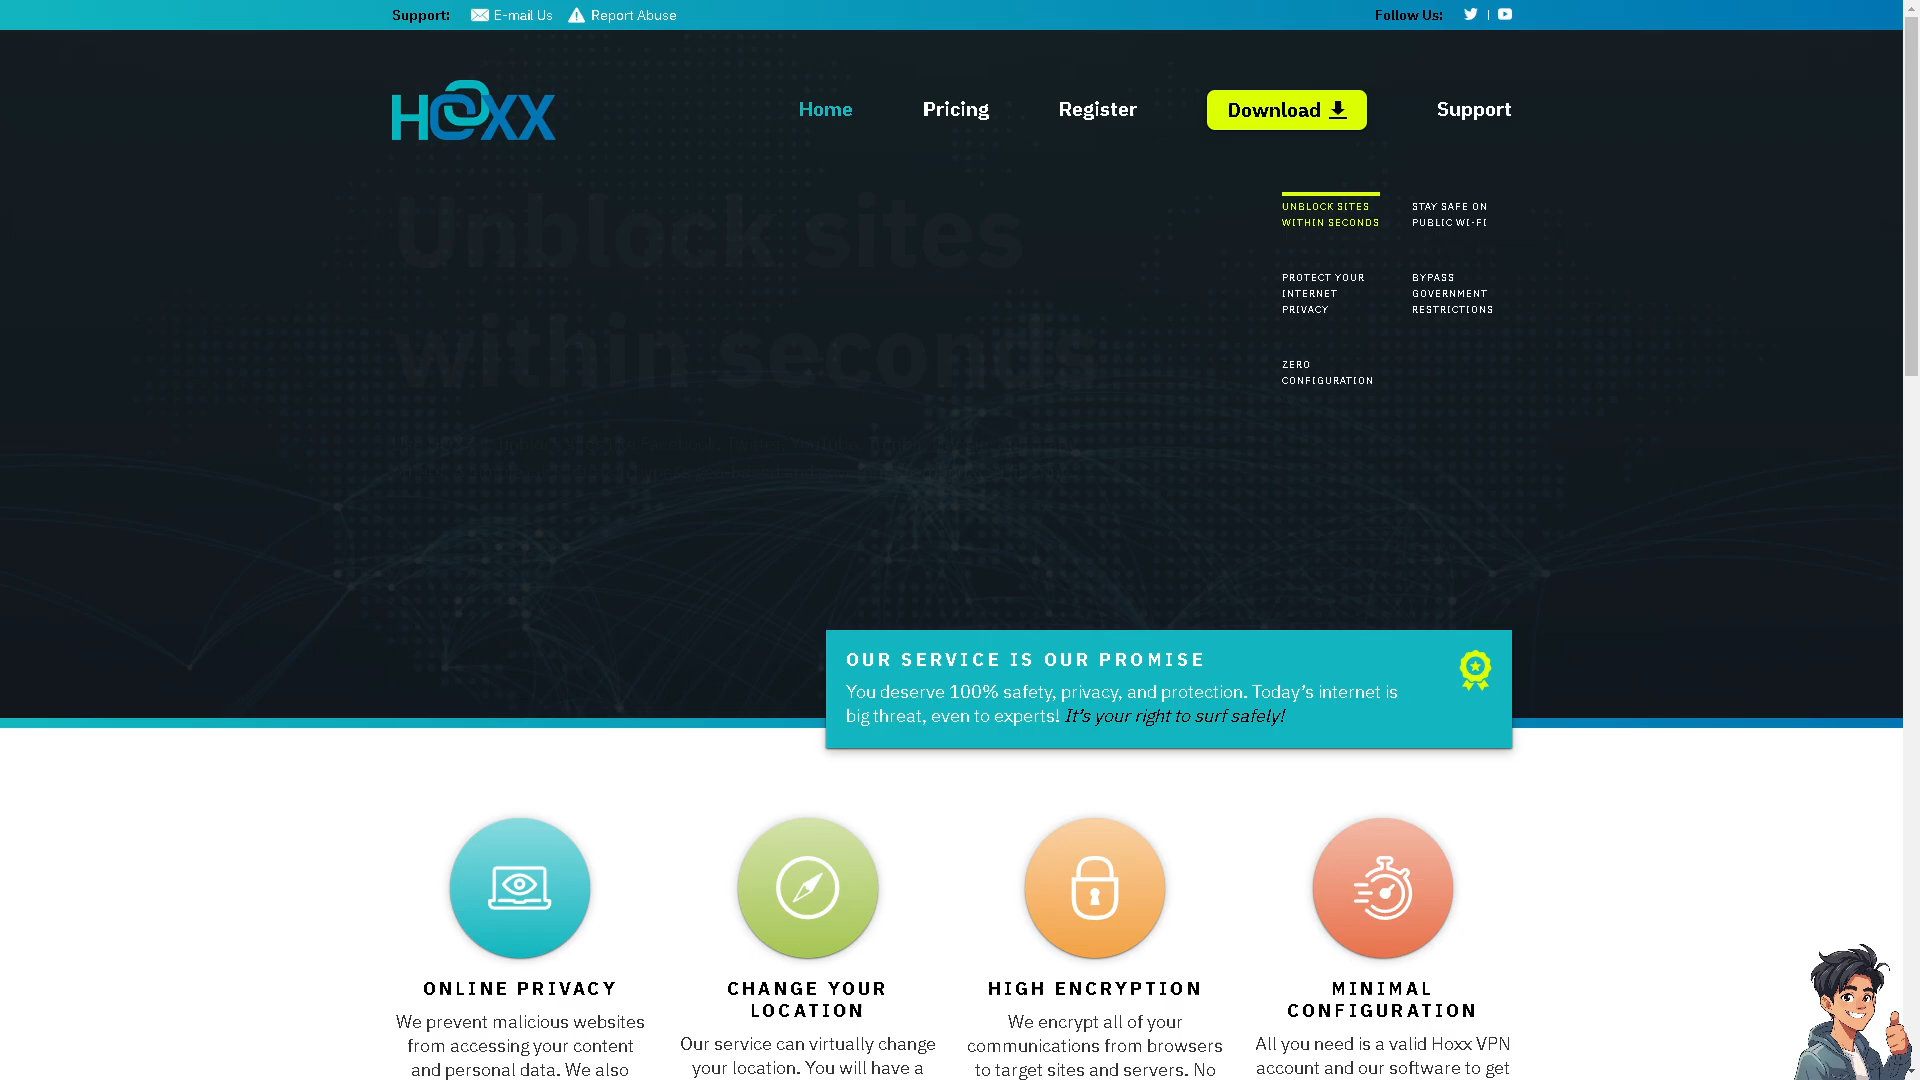 Support: E-mail Us Report Abuse Follow Us: |
HOXX Home Pricing Register Download Support
Unblock sites
within seconds
UNBLOCK SITES
WITHIN SECONDS
STAY SAFE ON
PUBLIC WI-FI
PROTECT YOUR
INTERNET
PRIVACY
BYPASS
GOVERNMENT
RESTRICTIONS
ZERO
CONFIGURATION
OUR SERVICE IS OUR PROMISE
You deserve 100% safety, privacy, and protection. Today’s internet is
big threat, even to experts! It’s your right to surf safely!
ONLINE PRIVACY
We prevent malicious websites
from accessing your content
and personal data. We also
CHANGE YOUR
LOCATION
Our service can virtually change
your location. You will have a
HIGH ENCRYPTION
We encrypt all of your
communications from browsers
to target sites and servers. No
MINIMAL
CONFIGURATION
All you need is a valid Hoxx VPN
account and our software to get